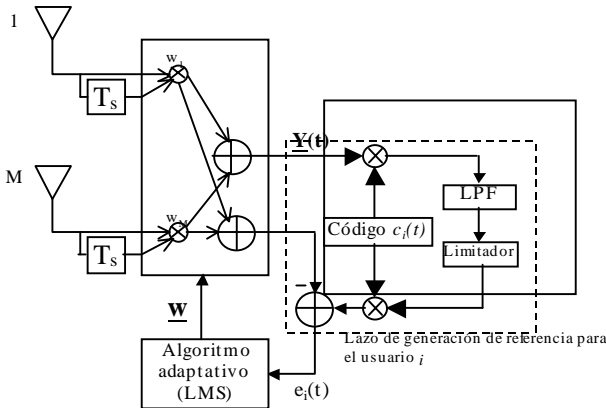 1
w1
Ts
Y(t)
M
LPF
wM
Código ci(t)
Limitador
Ts
w
Lazo de generación de referencia para
el usuario i
Algoritmo
adaptativo
(LMS)
ei(t)